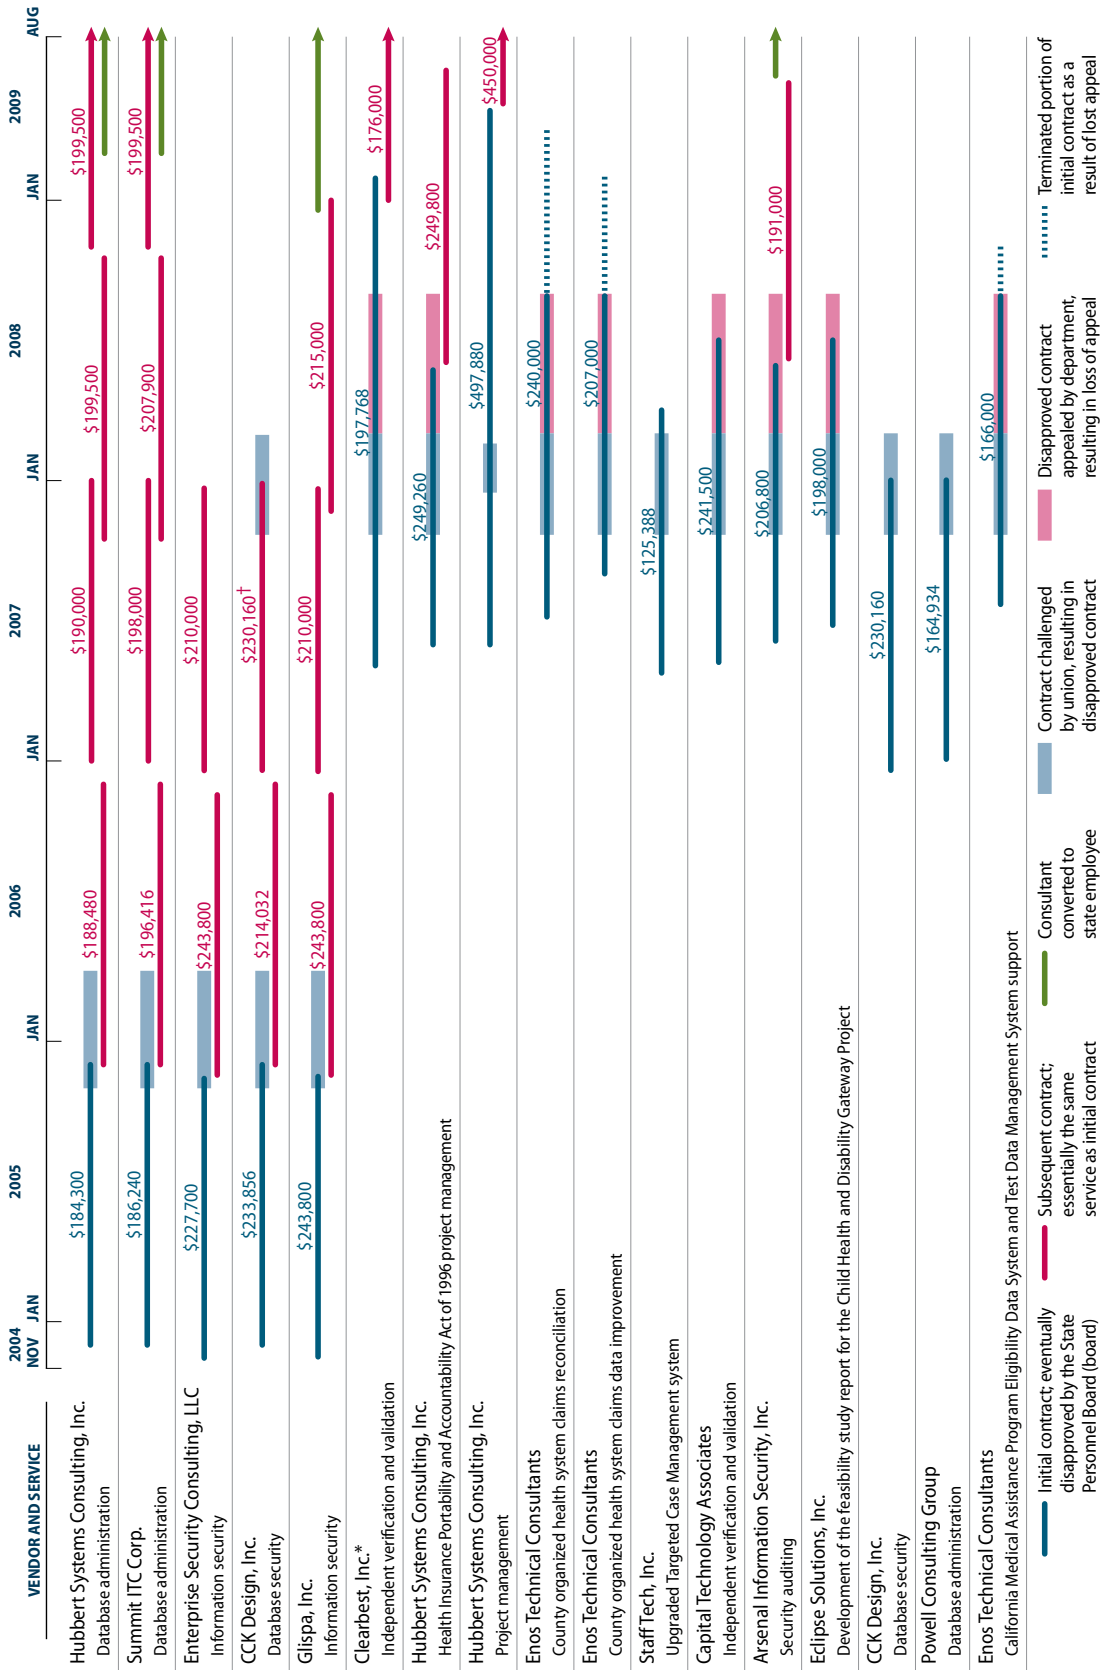 VENDOR AND SERVICE
2004
NOV
JAN
2005
JAN
2006
JAN
2007
JAN
2008
JAN
2009
AUG
Hubbert Systems Consulting, Inc.
Database administration
$184,300
$188,480
$190,000
$199,500
$199,500
Summit ITC Corp.
Database administration
$186,240
$196,416
$198,000
$207,900
$199,500
Enterprise Security Consulting, LLC
Information security
$227,700
$243,800
$210,000
CCK Design, Inc.
Database security
$233,856
$214,032
$230,160†
Glispa, Inc.
Information security
$243,800
$243,800
$210,000
$215,000
Clearbest, Inc.*
Independent verification and validation
$197,768
$176,000
Hubbert Systems Consulting, Inc.
Health Insurance Portability and Accountability Act of 1996 project management
$249,260
$249,800
Hubbert Systems Consulting, Inc.
Project management
$497,880
$450,000
Enos Technical Consultants
County organized health system claims reconciliation
$240,000
Enos Technical Consultants
County organized health system claims data improvement
$207,000
Staff Tech, Inc.
Upgraded Targeted Case Management system
$125,388
Capital Technology Associates
Independent verification and validation
$241,500
Arsenal Information Security, Inc.
Security auditing
$206,800
$191,000
Eclipse Solutions, Inc.
Development of the feasibility study report for the Child Health and Disability Gateway Project
$198,000
CCK Design, Inc.
Database security
$230,160
Powell Consulting Group
Database administration
$164,934
Enos Technical Consultants
California Medical Assistance Program Eligibility Data System and Test Data Management System support
$166,000
Initial contract; eventually
disapproved by the State
Personnel Board (board)
Subsequent contract;
essentially the same
service as initial contract
Consultant
converted to
state employee
Contract challenged
by union, resulting in
disapproved contract
Disapproved contract
appealed by department,
resulting in loss of appeal
Terminated portion of
initial contract as a
result of lost appeal